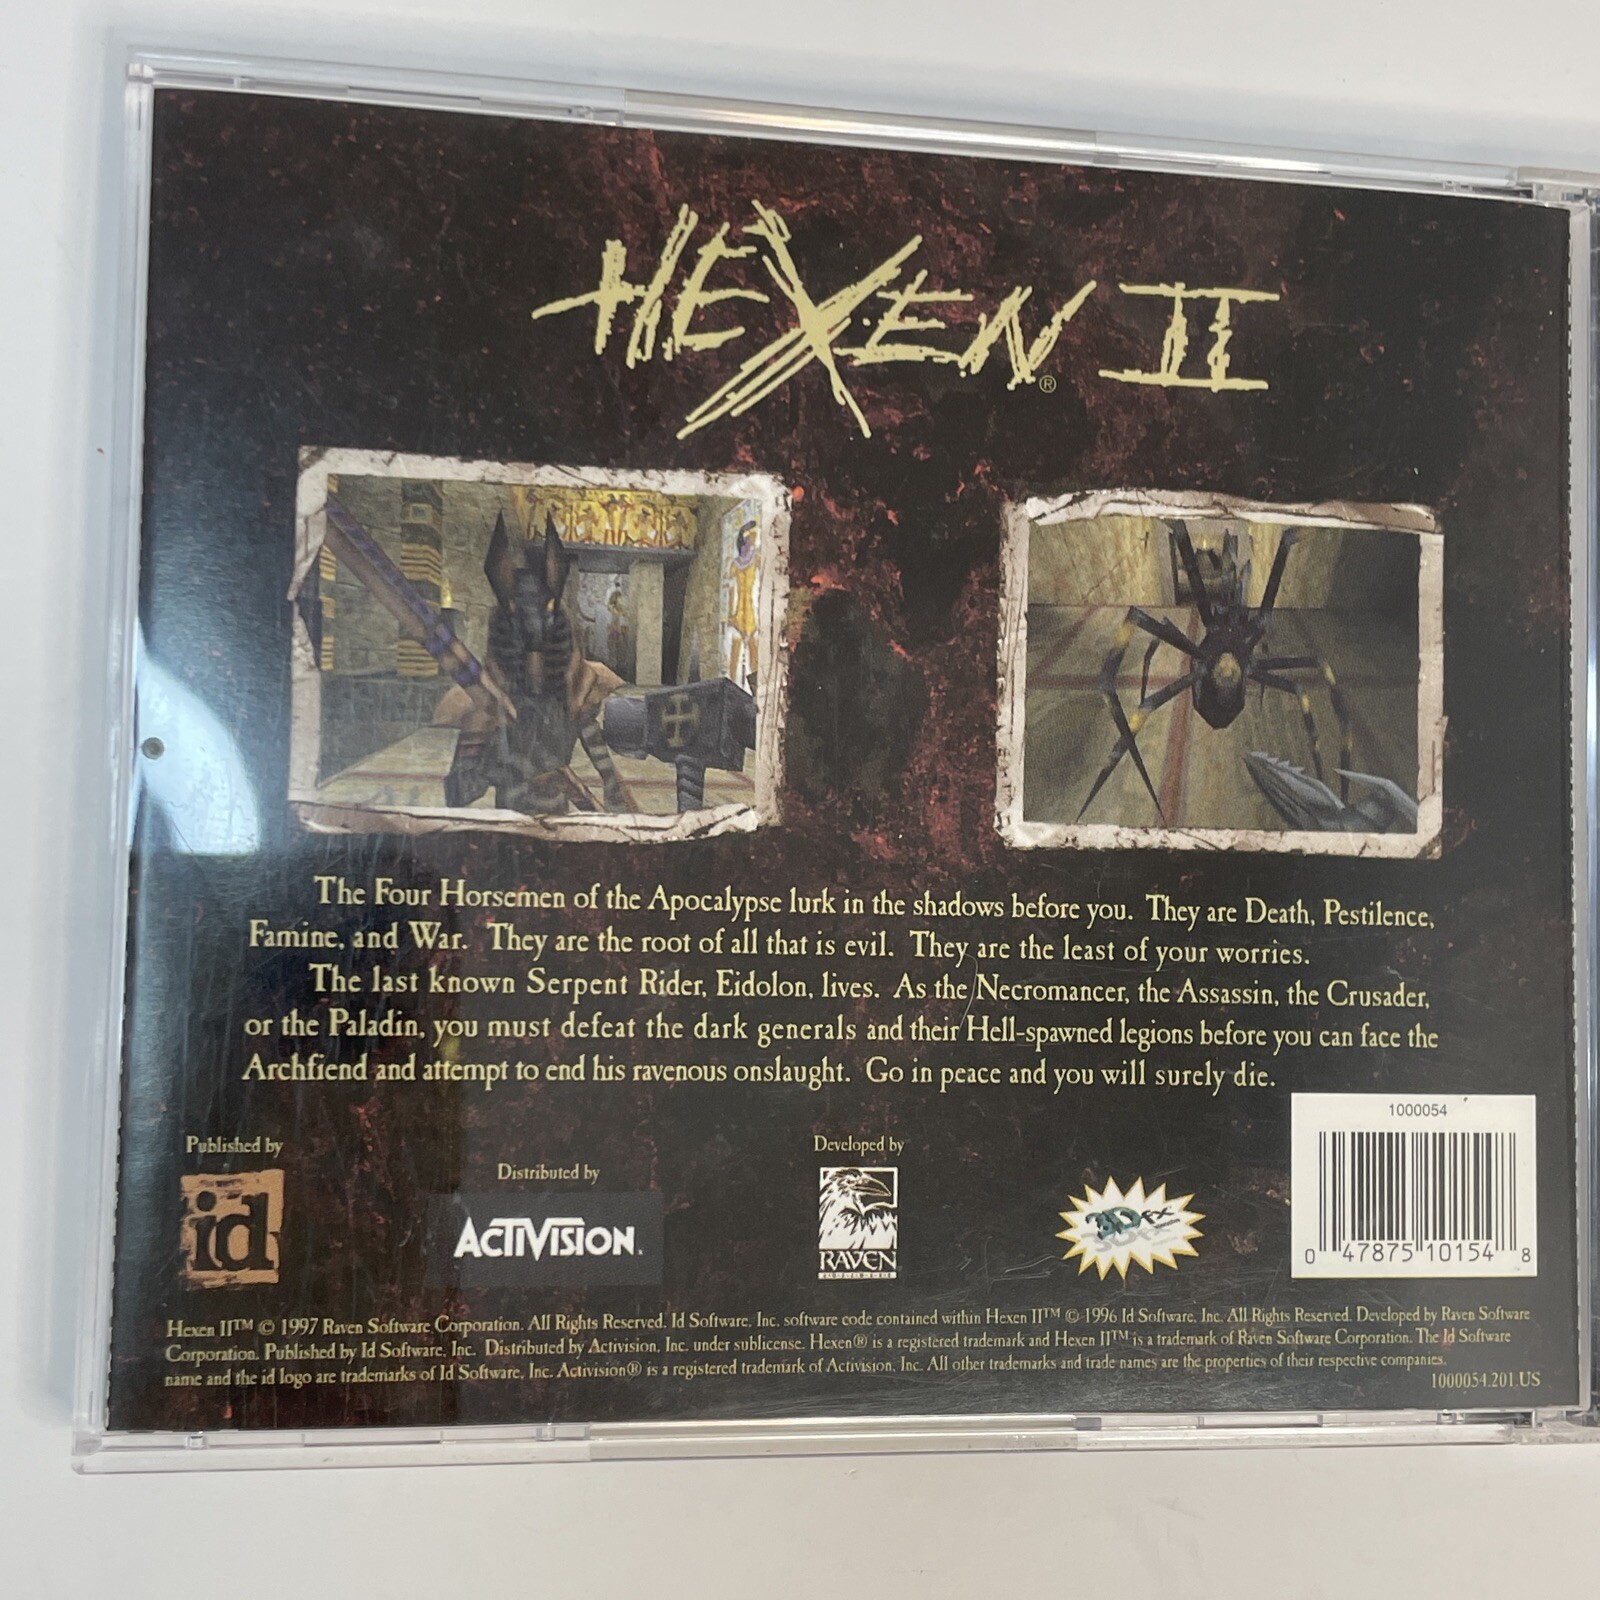 HEXEN® II
The Four Horsemen of the Apocalypse lurk in the shadows before you. They are Death, Pestilence,
Famine, and War. They are the root of all that is evil. They are the least of your worries.
The last known Serpent Rider, Eidolon, lives. As the Necromancer, the Assassin, the Crusader,
or the Paladin, you must defeat the dark generals and their Hell-spawned legions before you can face the
Archfiend and attempt to end his ravenous onslaught. Go in peace and you will surely die.
Published by
id
Distributed by
ACTIVISION.
Developed by
RAVEN
3Dfx
1000054
0 47875 10154 8
Hexen II™ © 1997 Raven Software Corporation. All Rights Reserved. Id Software, Inc. software code contained within Hexen II™ © 1996 Id Software, Inc. All Rights Reserved. Developed by Raven Software
Corporation. Published by Id Software, Inc. Distributed by Activision, Inc. under sublicense. Hexen® is a registered trademark and Hexen II™ is a trademark of Raven Software Corporation. The Id Software
name and the id logo are trademarks of Id Software, Inc. Activision® is a registered trademark of Activision, Inc. All other trademarks and trade names are the properties of their respective companies.
1000054.201.US